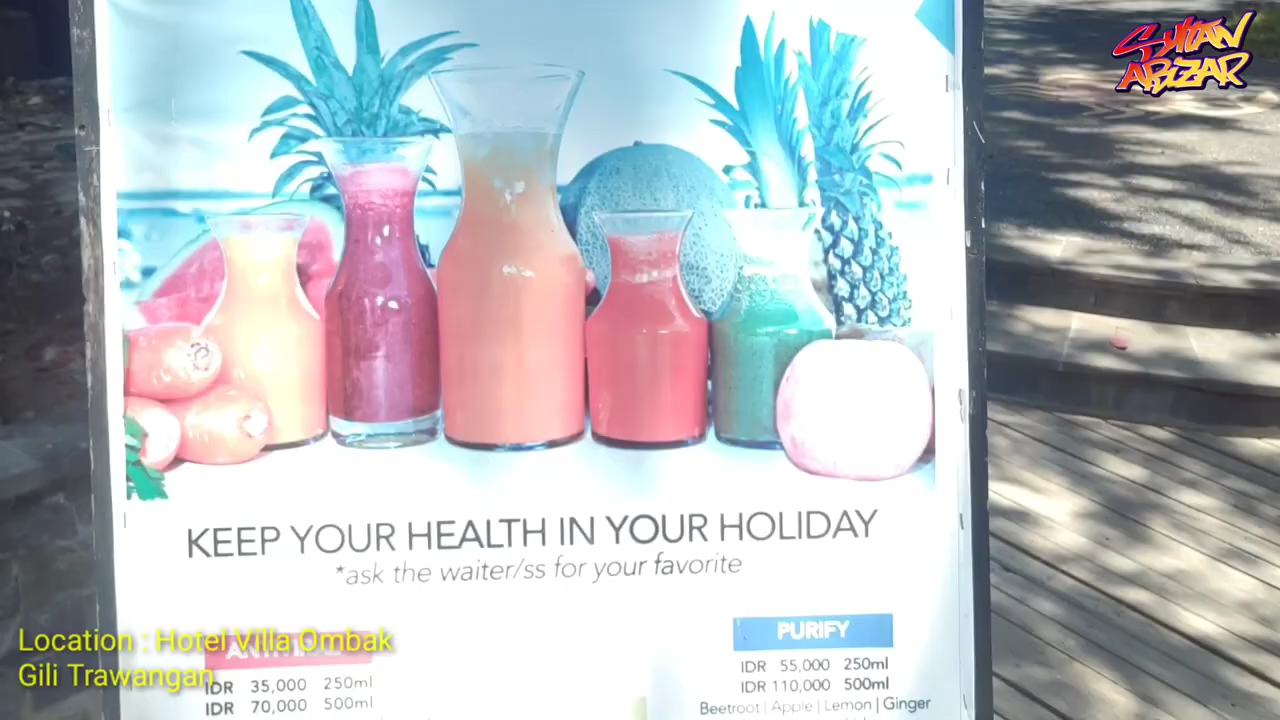 SULTAN
ABIZAR
KEEP YOUR HEALTH IN YOUR HOLIDAY
*ask the waiter/ss for your favorite
Location : Hotel Villa Ombak
Gili Trawangan
IDR 35,000 250ml
IDR 70,000 500ml
PURIFY
IDR 55,000 250ml
IDR 110,000 500ml
Beetroot | Apple | Lemon | Ginger